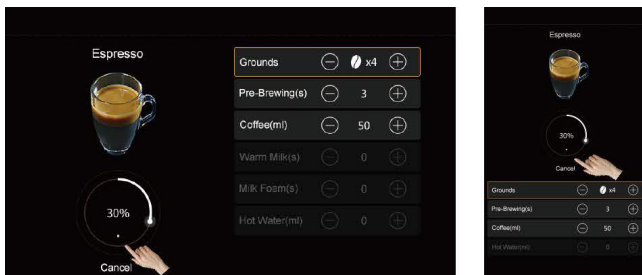 Espresso
Grounds x4
Pre-Brewing(s) 3
Coffee(ml) 50
Warm Milk(s) 0
Milk Foam(s) 0
Hot Water(ml) 0
30%
Cancel
Espresso
30%
Cancel
Grounds x4
Pre-Brewing(s) 3
Coffee(ml) 50
Hot Water(ml) 0